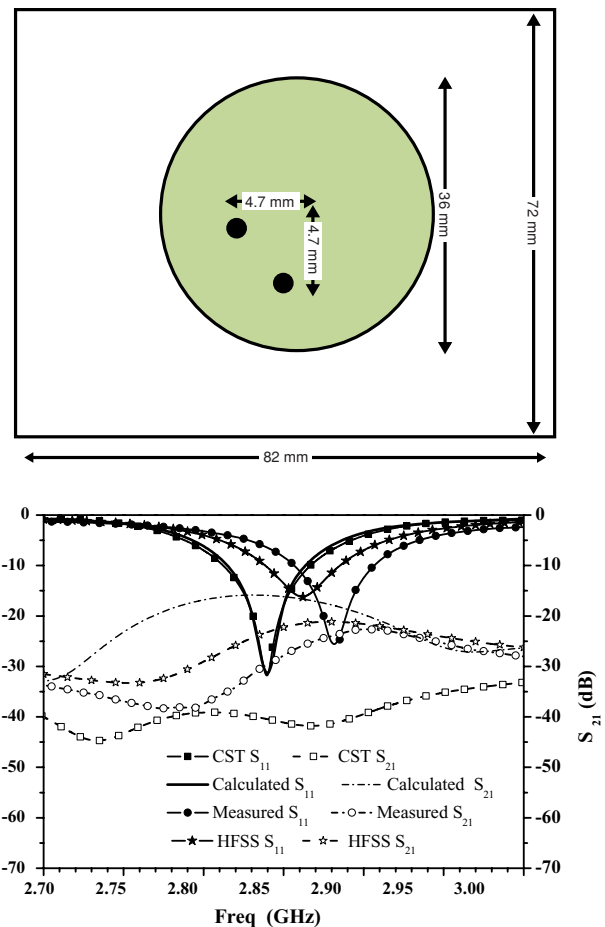 4.7 mm
4.7 mm
36 mm
72 mm
82 mm
0
-10
-20
-30
-40
-50
-60
-70
0
-10
-20
-30
-40
-50
-60
-70
S21 (dB)
CST S11 CST S21
Calculated S11 Calculated S21
Measured S11 Measured S21
HFSS S11 HFSS S21
2.70 2.75 2.80 2.85 2.90 2.95 3.00
Freq (GHz)